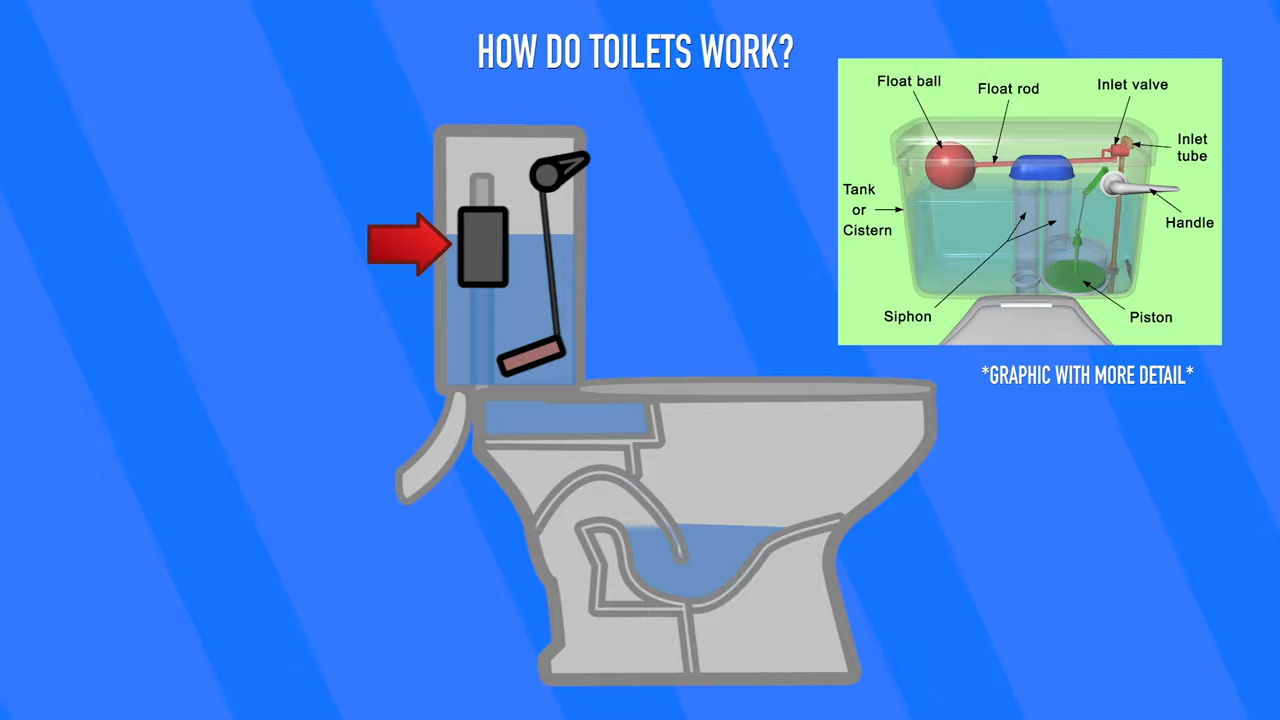 HOW DO TOILETS WORK?
Float ball
Float rod
Inlet valve
Inlet
tube
Tank
or
Cistern
Handle
Siphon
Piston
*GRAPHIC WITH MORE DETAIL*